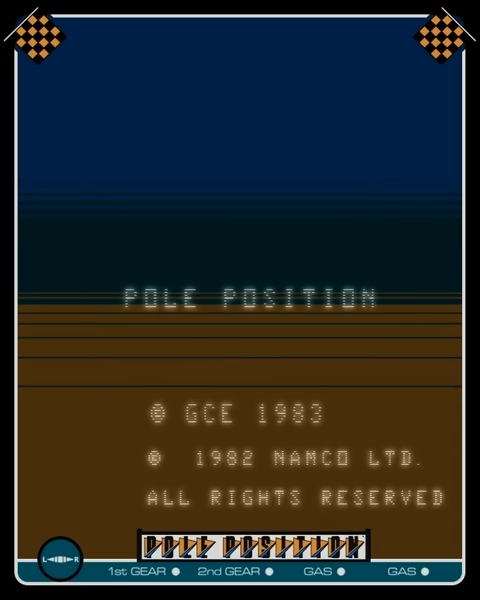 POLE POSITION
© GCE 1983
© 1982 NAMCO LTD.
ALL RIGHTS RESERVED
POLE POSITION
L R
1st GEAR 2nd GEAR GAS GAS